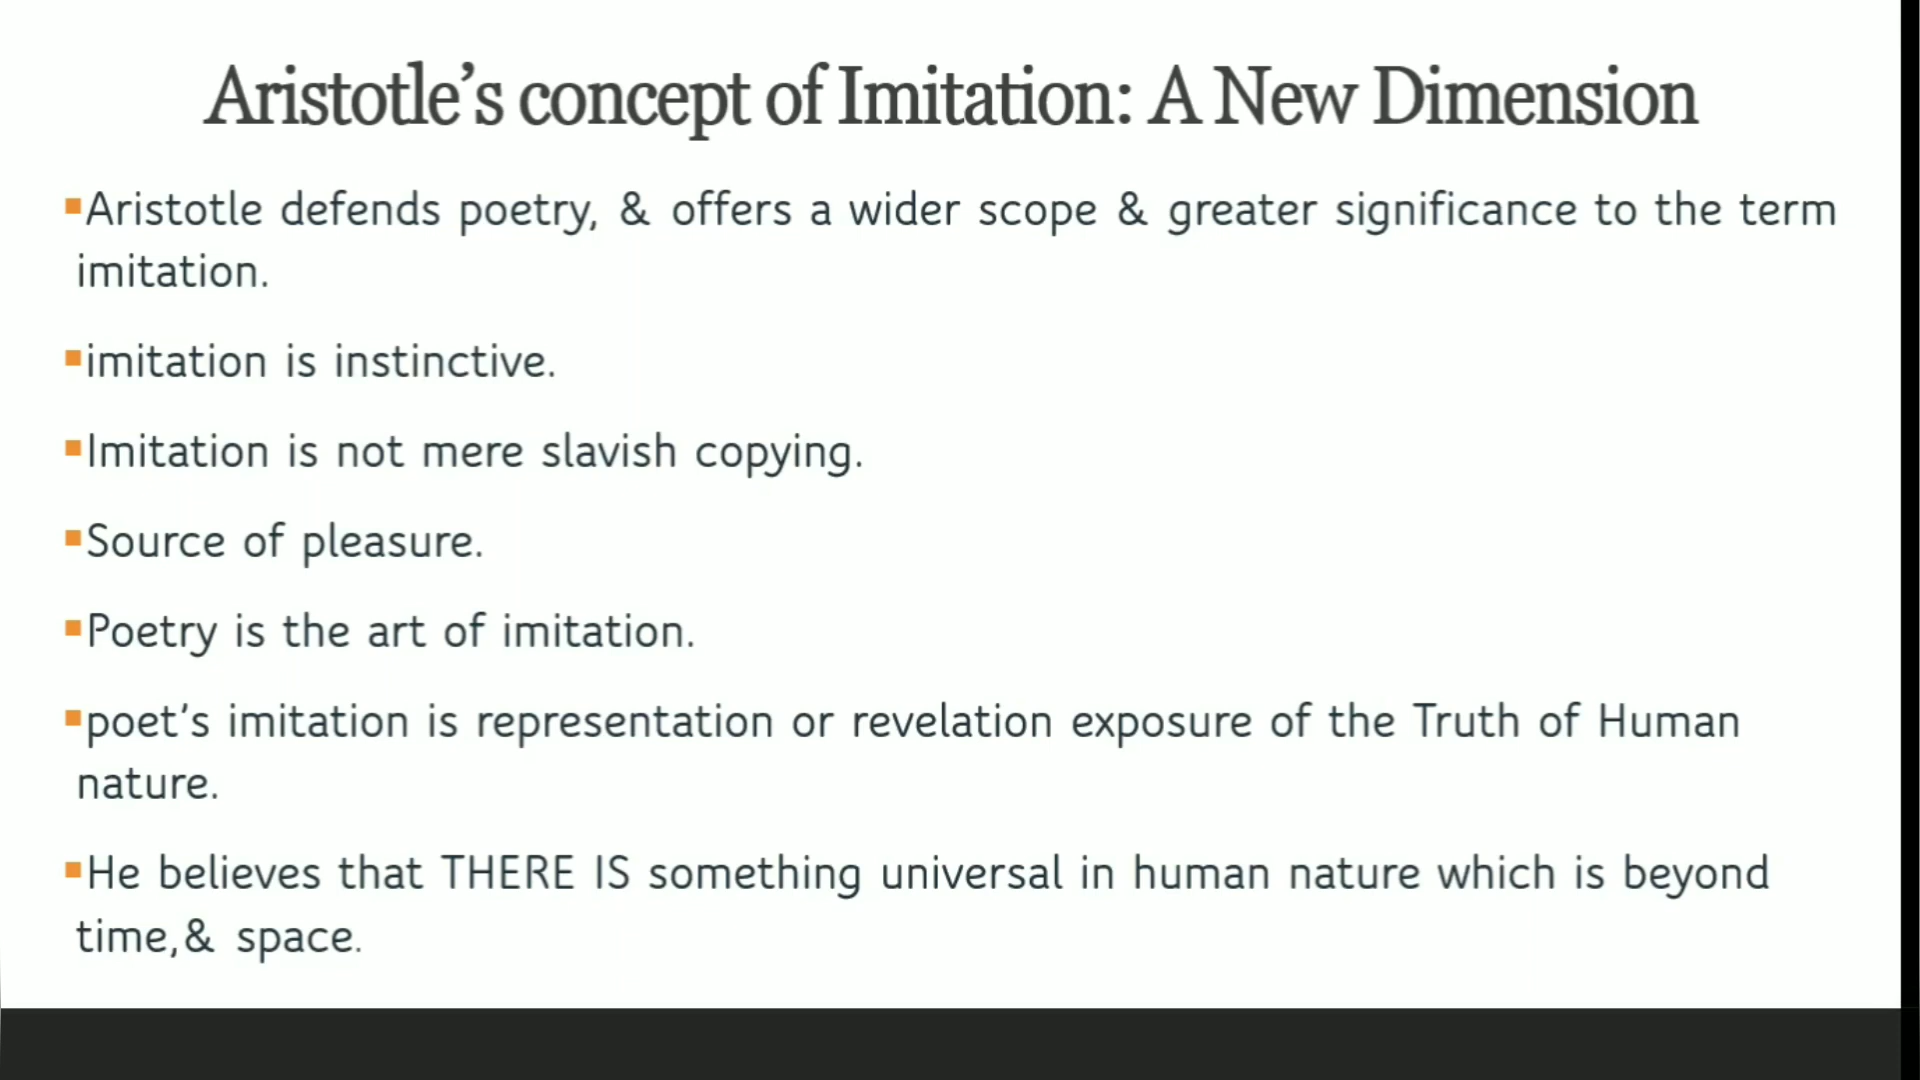 Aristotle’s concept of Imitation: A New Dimension
▪Aristotle defends poetry, & offers a wider scope & greater significance to the term
imitation.
▪imitation is instinctive.
▪Imitation is not mere slavish copying.
▪Source of pleasure.
▪Poetry is the art of imitation.
▪poet’s imitation is representation or revelation exposure of the Truth of Human
nature.
▪He believes that THERE IS something universal in human nature which is beyond
time,& space.